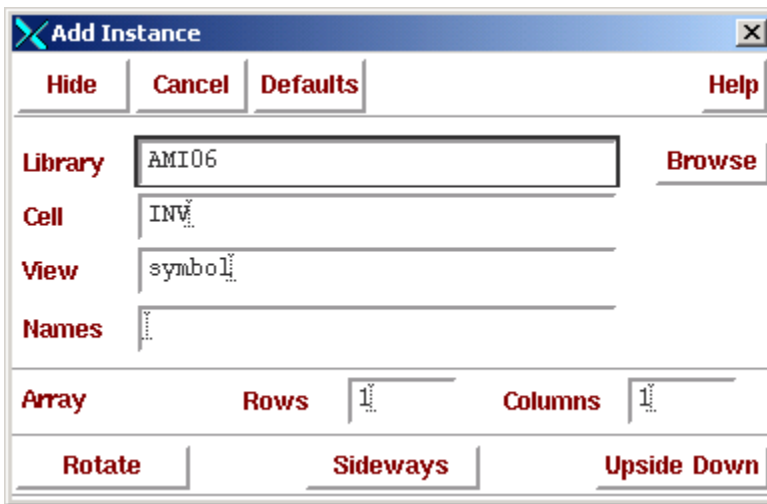 Add Instance
Hide Cancel Defaults Help
Library AMI06 Browse
Cell INV
View symbol
Names
Array Rows 1 Columns 1
Rotate Sideways Upside Down